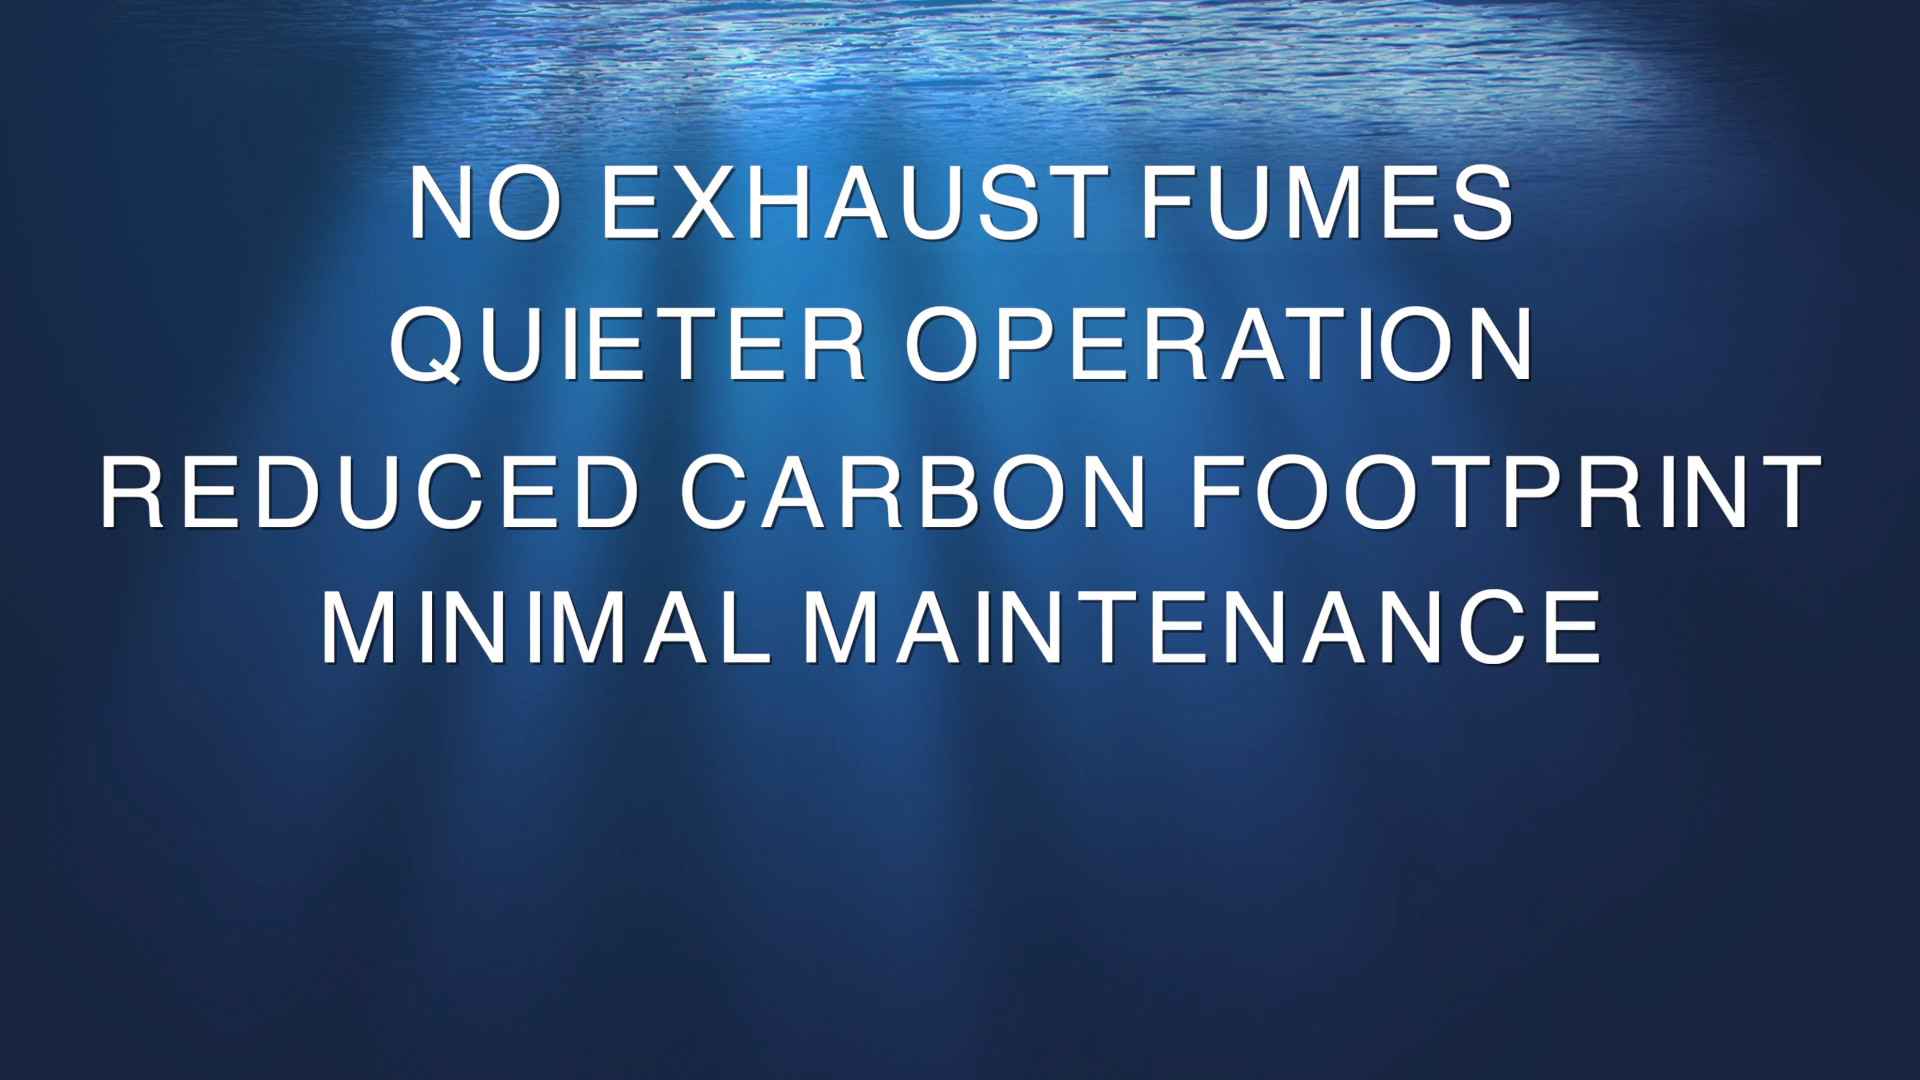 NO EXHAUST FUMES
QUIETER OPERATION
REDUCED CARBON FOOTPRINT
MINIMAL MAINTENANCE